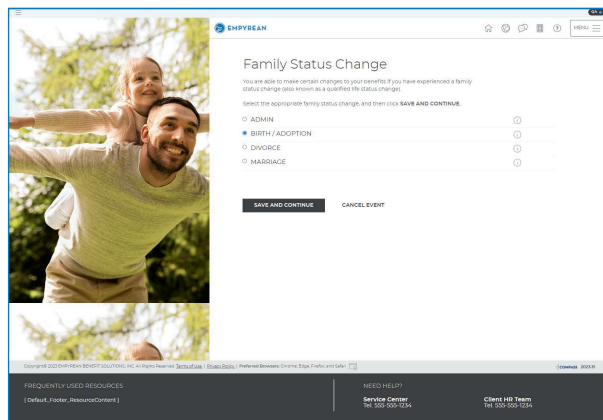 QA
EMPYREAN
MENU
Family Status Change
You are able to make certain changes to your benefits if you have experienced a family
status change (also known as a qualified life status change).
Select the appropriate family status change, and then click SAVE AND CONTINUE.
ADMIN
BIRTH / ADOPTION
DIVORCE
MARRIAGE
SAVE AND CONTINUE
CANCEL EVENT
Copyright© 2023 EMPYREAN BENEFIT SOLUTIONS, INC. All Rights Reserved. Terms of Use | Privacy Policy | Preferred Browsers: Chrome, Edge, Firefox, and Safari
COMPASS 2023.11
FREQUENTLY USED RESOURCES
[ Default_Footer_ResourceContent ]
NEED HELP?
Service Center
Tel. 555-555-1234
Client HR Team
Tel. 555-555-1234